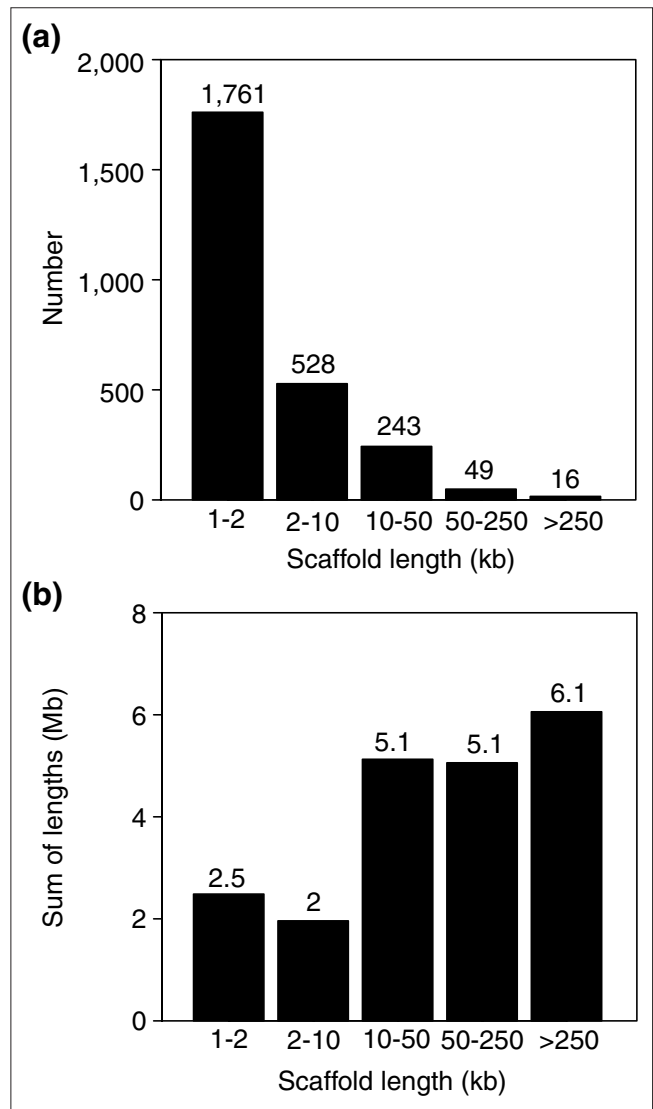 (a)
2,000
1,500
1,000
500
0
Number
1,761
528
243
49
16
1-2 2-10 10-50 50-250 >250
Scaffold length (kb)
(b)
8
6
4
2
0
Sum of lengths (Mb)
2.5
2
5.1
5.1
6.1
1-2 2-10 10-50 50-250 >250
Scaffold length (kb)